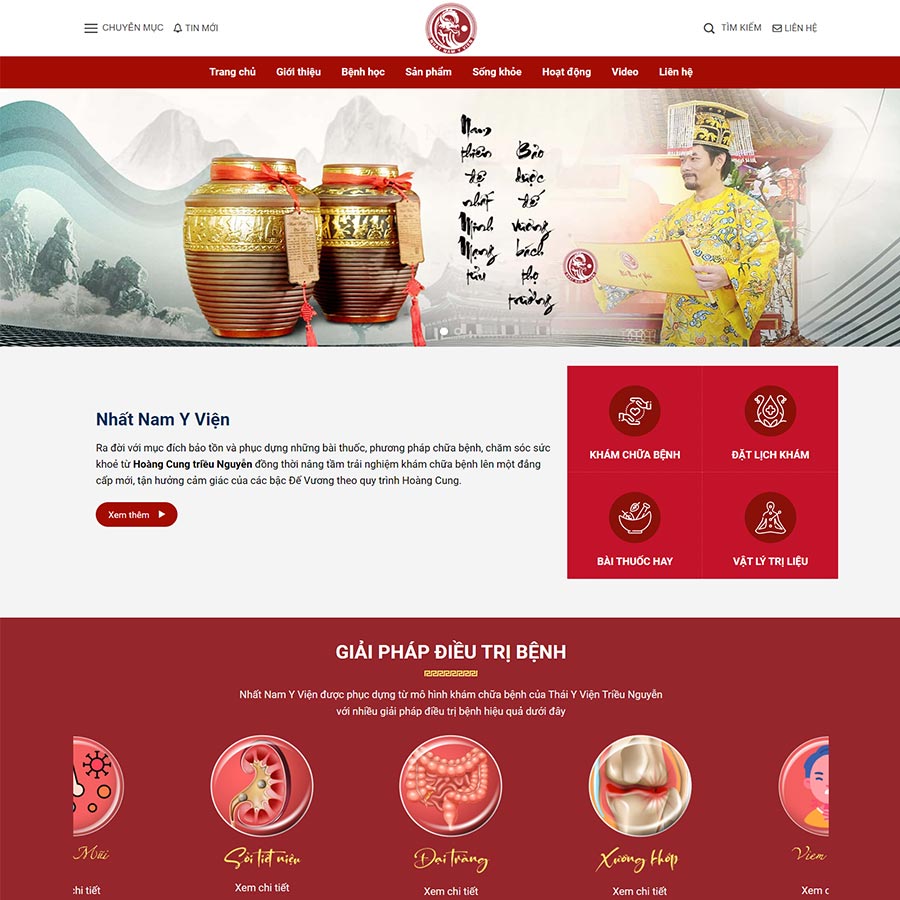 CHUYÊN MỤC
TIN MỚI
NHẤT NAM Y VIỆN
TÌM KIẾM
LIÊN HỆ
Trang chủ
Giới thiệu
Bệnh học
Sản phẩm
Sống khỏe
Hoạt động
Video
Liên hệ
Nam
thiên
đệ
nhất
Minh
Mạng
tửu
Bảo
dược
đế
vương
bách
thọ
trường
Nhất Nam Y Viện
Ra đời với mục đích bảo tồn và phục dựng những bài thuốc, phương pháp chữa bệnh, chăm sóc sức
khoẻ từ Hoàng Cung triều Nguyễn đồng thời nâng tầm trải nghiệm khám chữa bệnh lên một đẳng
cấp mới, tận hưởng cảm giác của các bậc Đế Vương theo quy trình Hoàng Cung.
Xem thêm
KHÁM CHỮA BỆNH
ĐẶT LỊCH KHÁM
BÀI THUỐC HAY
VẬT LÝ TRỊ LIỆU
GIẢI PHÁP ĐIỀU TRỊ BỆNH
Nhất Nam Y Viện được phục dựng từ mô hình khám chữa bệnh của Thái Y Viện Triều Nguyễn
với nhiều giải pháp điều trị bệnh hiệu quả dưới đây
Mũi
Sỏi tiết niệu
Đại tràng
Xương khớp
Viem
chi tiết
Xem chi tiết
Xem chi tiết
Xem chi tiết
Xem c